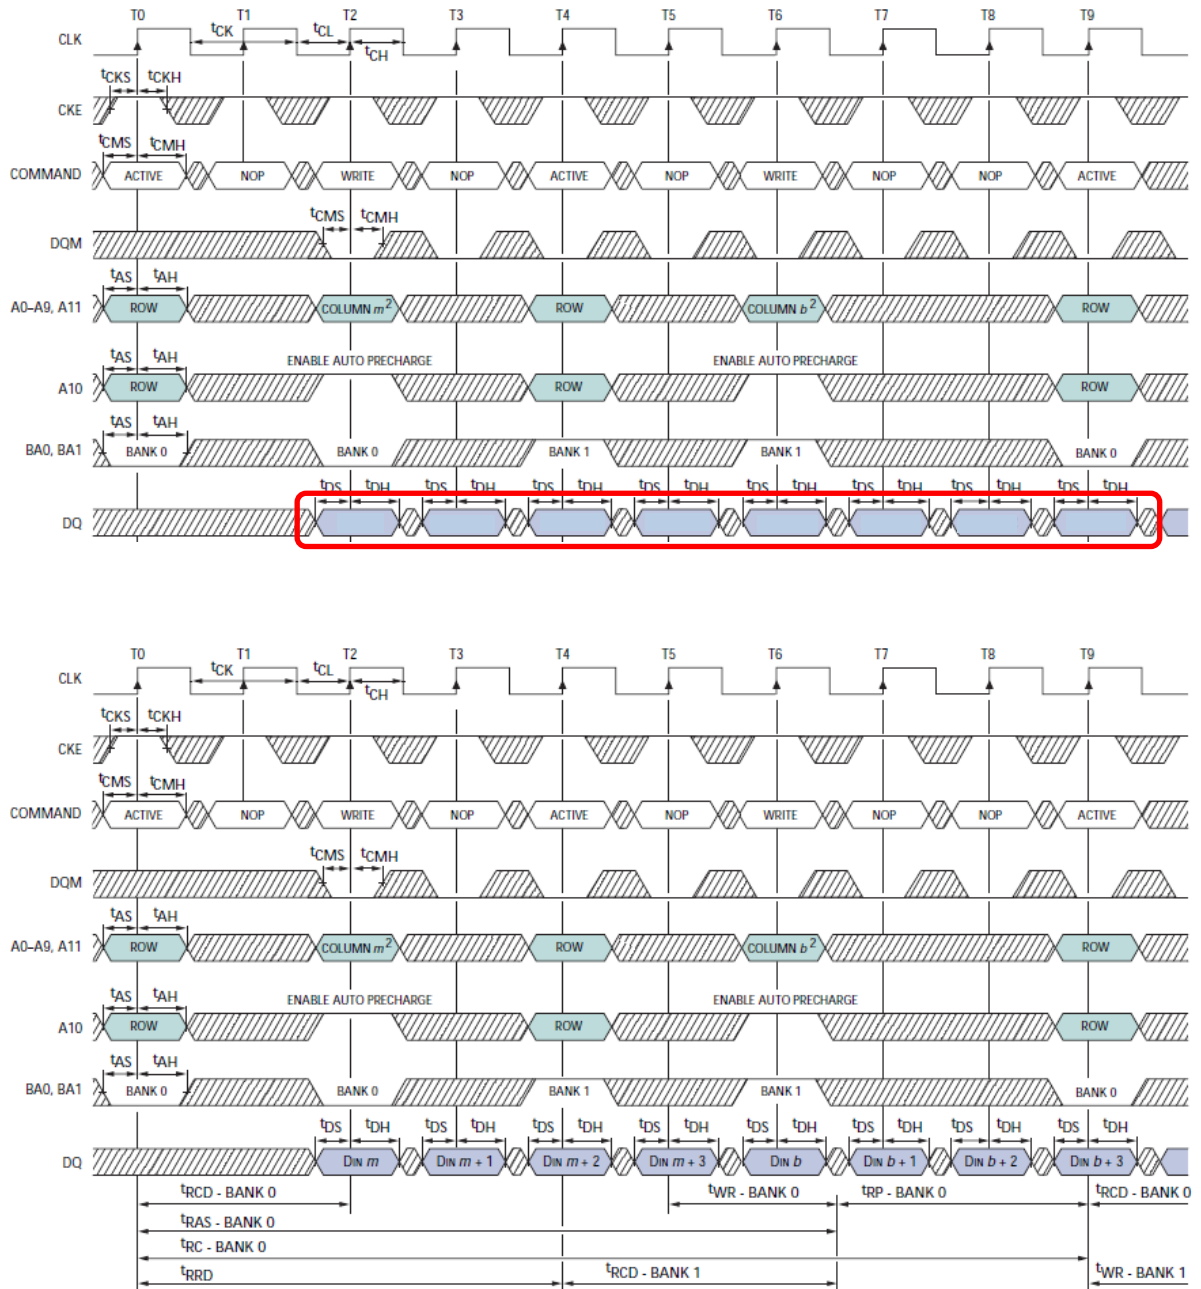 T0 T1 T2 T3 T4 T5 T6 T7 T8 T9
CLK tCK tCL tCH
tCKS tCKH
CKE
tCMS tCMH
COMMAND ACTIVE NOP WRITE NOP ACTIVE NOP WRITE NOP NOP ACTIVE
tCMS tCMH
DQM
tAS tAH
A0–A9, A11 ROW COLUMN m2 ROW COLUMN b2 ROW
tAS tAH ENABLE AUTO PRECHARGE ENABLE AUTO PRECHARGE
A10 ROW ROW ROW
tAS tAH
BA0, BA1 BANK 0 BANK 0 BANK 1 BANK 1 BANK 0
tDS tDH tDS tDH tDS tDH tDS tDH tDS tDH tDS tDH tDS tDH tDS tDH
DQ
T0 T1 T2 T3 T4 T5 T6 T7 T8 T9
CLK tCK tCL tCH
tCKS tCKH
CKE
tCMS tCMH
COMMAND ACTIVE NOP WRITE NOP ACTIVE NOP WRITE NOP NOP ACTIVE
tCMS tCMH
DQM
tAS tAH
A0–A9, A11 ROW COLUMN m2 ROW COLUMN b2 ROW
tAS tAH ENABLE AUTO PRECHARGE ENABLE AUTO PRECHARGE
A10 ROW ROW ROW
tAS tAH
BA0, BA1 BANK 0 BANK 0 BANK 1 BANK 1 BANK 0
tDS tDH tDS tDH tDS tDH tDS tDH tDS tDH tDS tDH tDS tDH tDS tDH
DQ DIN m DIN m + 1 DIN m + 2 DIN m + 3 DIN b DIN b + 1 DIN b + 2 DIN b + 3
tRCD - BANK 0 tWR - BANK 0 tRP - BANK 0 tRCD - BANK 0
tRAS - BANK 0
tRC - BANK 0
tRRD tRCD - BANK 1 tWR - BANK 1